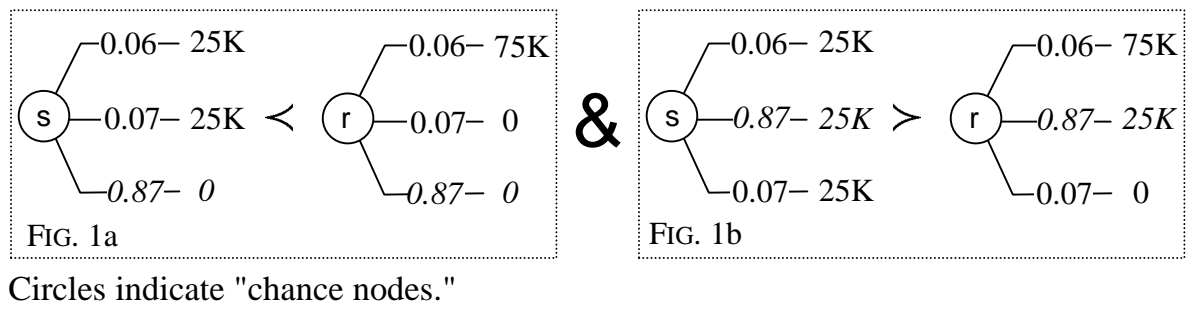 0.06– 25K 0.06– 75K 0.06– 25K 0.06– 75K
s 0.07– 25K ≺ r 0.07– 0 & s 0.87– 25K ≻ r 0.87– 25K
0.87– 0 0.87– 0 0.07– 25K 0.07– 0
FIG. 1a FIG. 1b
Circles indicate "chance nodes."